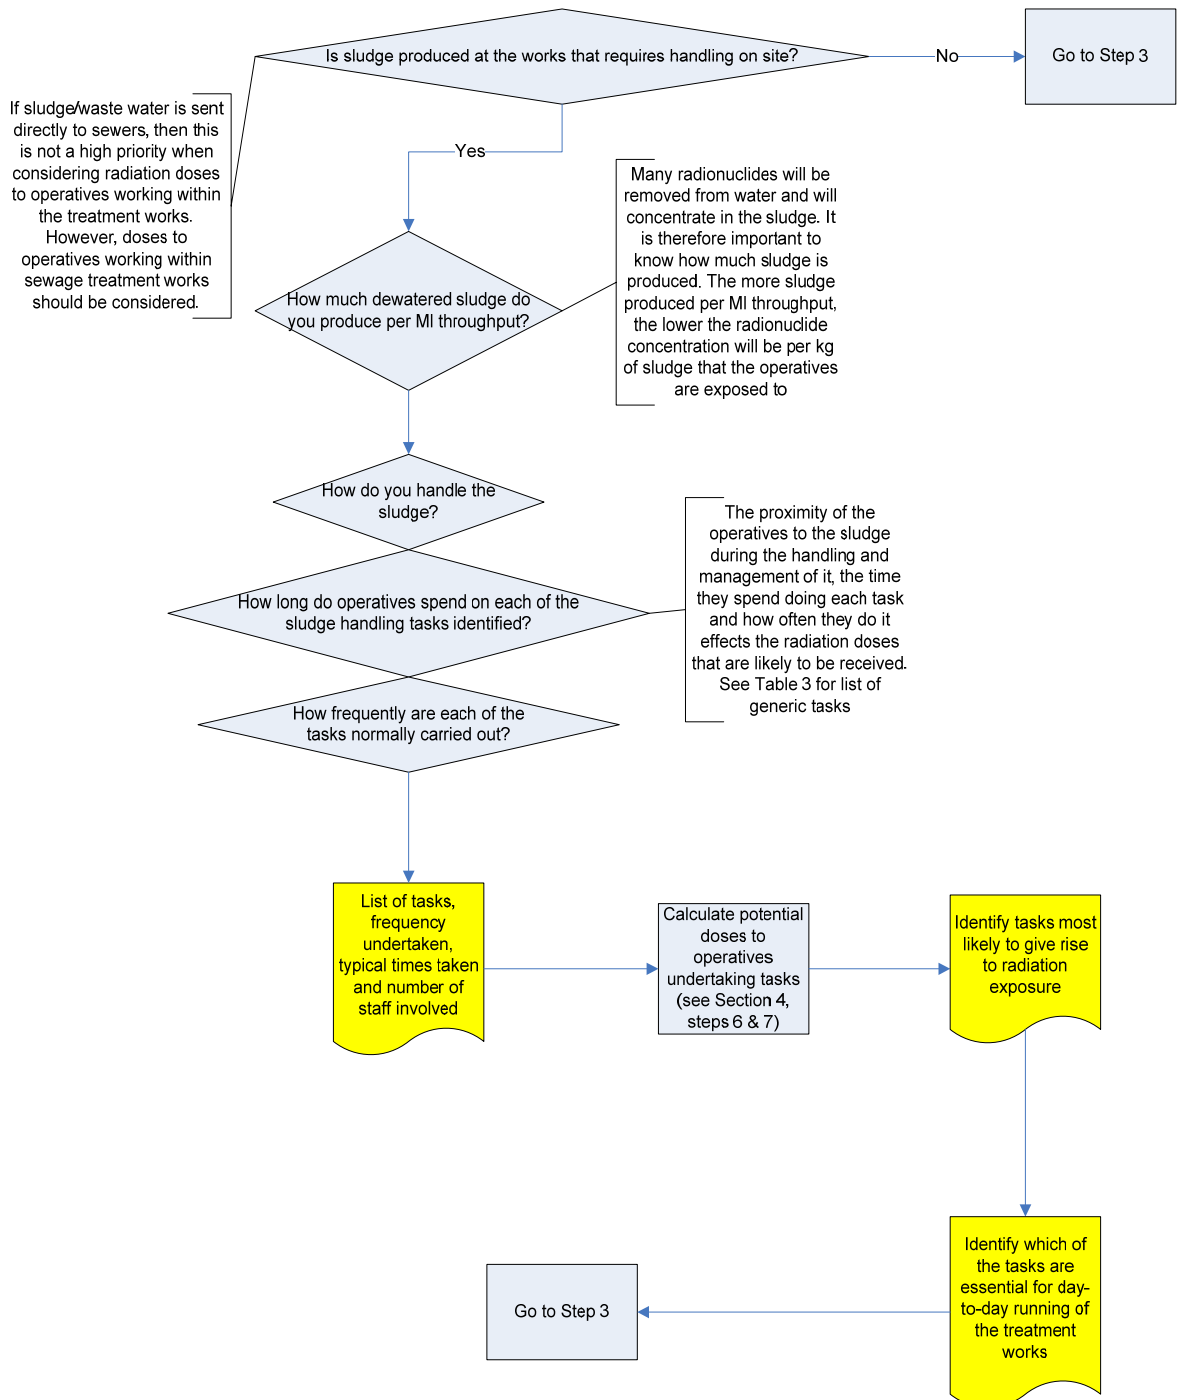 Is sludge produced at the works that requires handling on site?
No
Go to Step 3
If sludge/waste water is sent
directly to sewers, then this
is not a high priority when
considering radiation doses
to operatives working within
the treatment works.
However, doses to
operatives working within
sewage treatment works
should be considered.
Yes
Many radionuclides will be
removed from water and will
concentrate in the sludge. It
is therefore important to
know how much sludge is
produced. The more sludge
produced per Ml throughput,
the lower the radionuclide
concentration will be per kg
of sludge that the operatives
are exposed to
How much dewatered sludge do
you produce per Ml throughput?
How do you handle the
sludge?
How long do operatives spend on each of the
sludge handling tasks identified?
The proximity of the
operatives to the sludge
during the handling and
management of it, the time
they spend doing each task
and how often they do it
effects the radiation doses
that are likely to be received.
See Table 3 for list of
generic tasks
How frequently are each of the
tasks normally carried out?
List of tasks,
frequency
undertaken,
typical times taken
and number of
staff involved
Calculate potential
doses to
operatives
undertaking tasks
(see Section 4,
steps 6 & 7)
Identify tasks most
likely to give rise
to radiation
exposure
Identify which of
the tasks are
essential for day-
to-day running of
the treatment
works
Go to Step 3